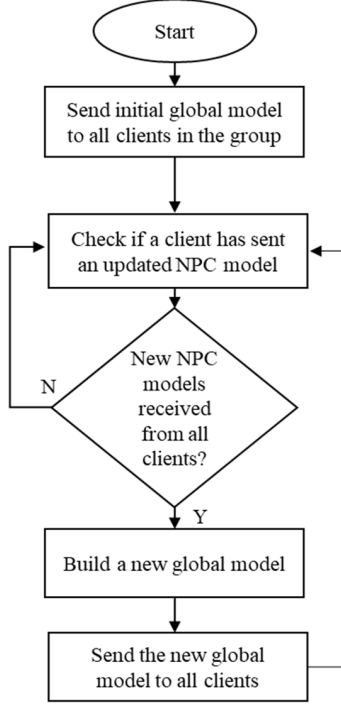 Start
Send initial global model
to all clients in the group
Check if a client has sent
an updated NPC model
New NPC
models
received
from all
clients?
N
Y
Build a new global model
Send the new global
model to all clients